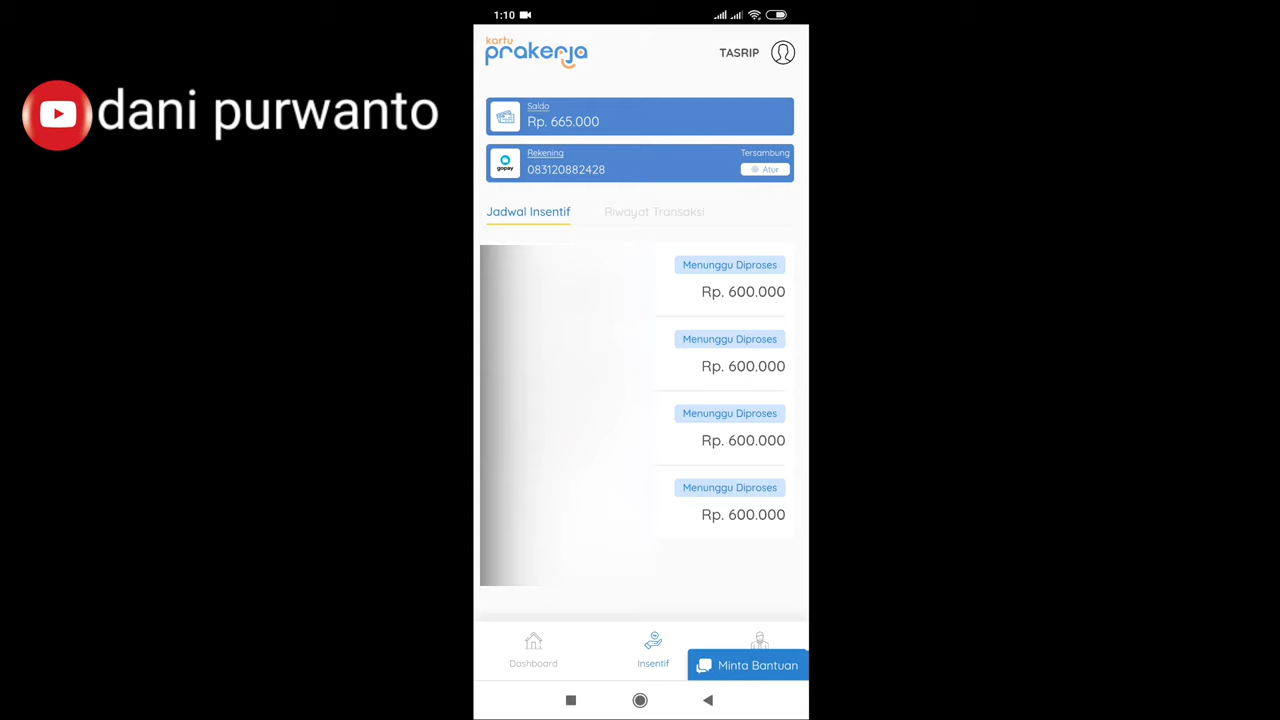 1:10
kartu
prakerja
TASRIP
dani purwanto
Saldo
Rp. 665.000
gopay
Rekening
083120882428
Tersambung
Atur
Jadwal Insentif
Riwayat Transaksi
Menunggu Diproses
Rp. 600.000
Menunggu Diproses
Rp. 600.000
Menunggu Diproses
Rp. 600.000
Menunggu Diproses
Rp. 600.000
Dashboard
Insentif
Minta Bantuan